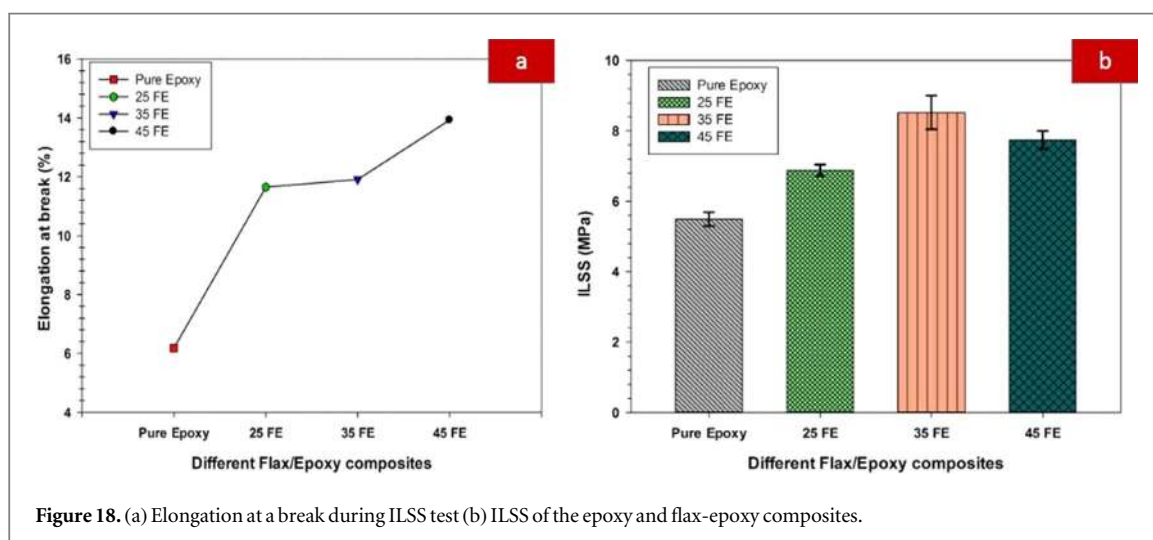 a
16
14
12
10
8
6
4
Elongation at break (%)
Pure Epoxy
25 FE
35 FE
45 FE
Pure Epoxy 25 FE 35 FE 45 FE
Different Flax/Epoxy composites
b
10
8
6
4
2
0
ILSS (MPa)
Pure Epoxy
25 FE
35 FE
45 FE
Pure Epoxy 25 FE 35 FE 45 FE
Different Flax/Epoxy composites
Figure 18. (a) Elongation at a break during ILSS test (b) ILSS of the epoxy and flax-epoxy composites.